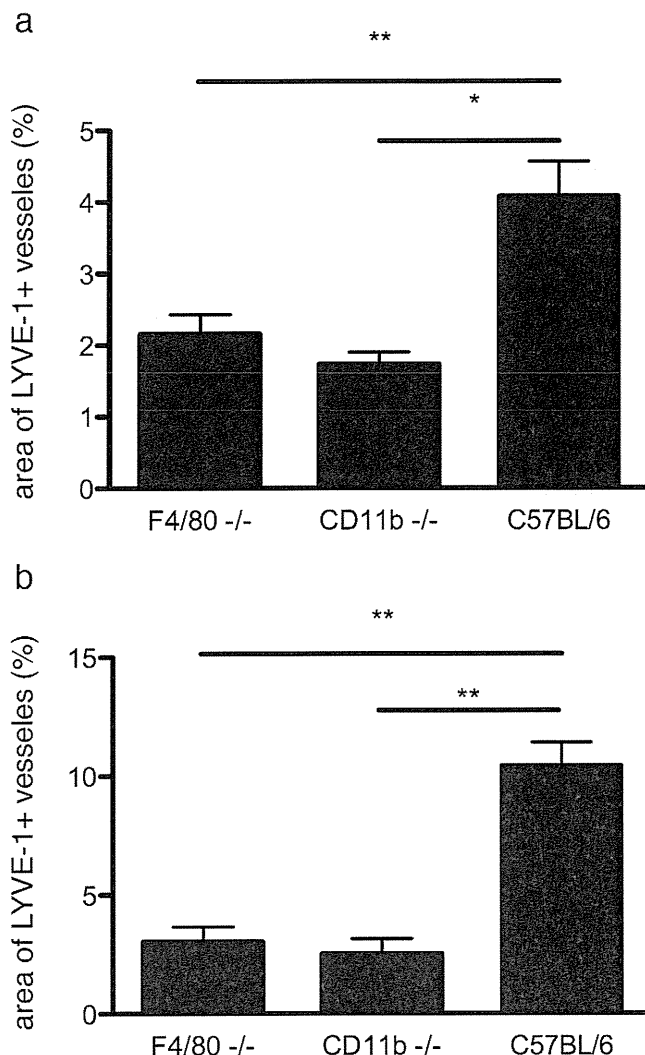 a
**
*
area of LYVE-1+ vesseles (%)
5
4
3
2
1
0
F4/80 -/- CD11b -/- C57BL/6
b
**
**
area of LYVE-1+ vesseles (%)
15
10
5
0
F4/80 -/- CD11b -/- C57BL/6